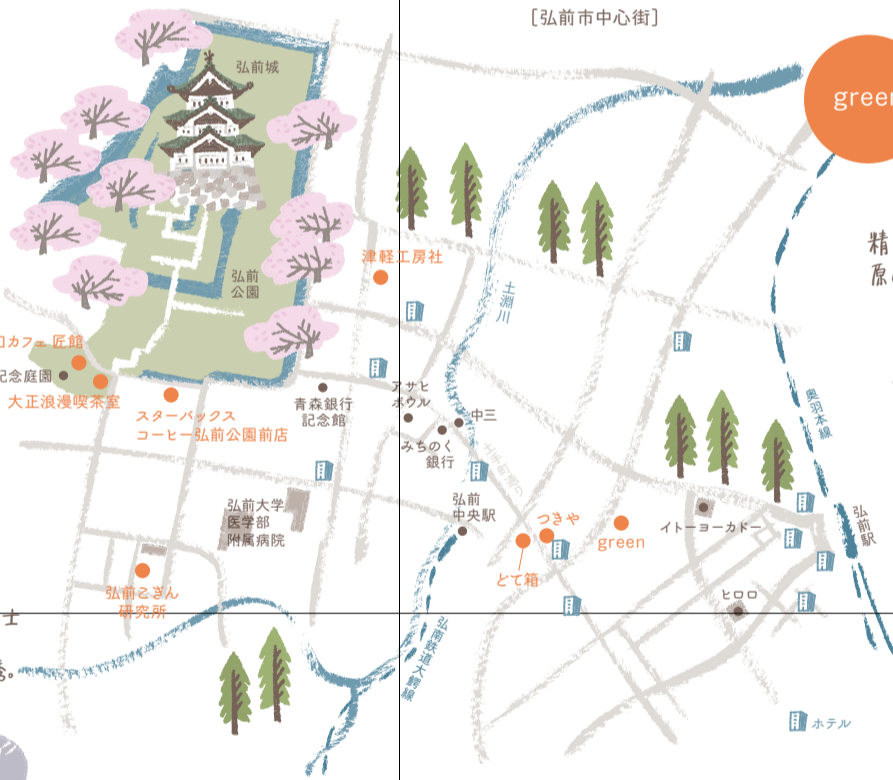 [弘前市中心街]
弘前城
green
精
津軽工房社
弘前
公園
土淵川
カフェ 匠館
記念庭園
大正浪漫喫茶室
スターバックス
コーヒー弘前公園前店
青森銀行
記念館
アサヒ
ボウル
中三
みちのく
銀行
奥羽本線
弘前大学
医学部
附属病院
弘前
中央駅
つきや
どて箱
green
イトーヨーカドー
弘前駅
弘前こぎん
研究所
ヒロロ
士
弘南鉄道大鰐線
ホテル